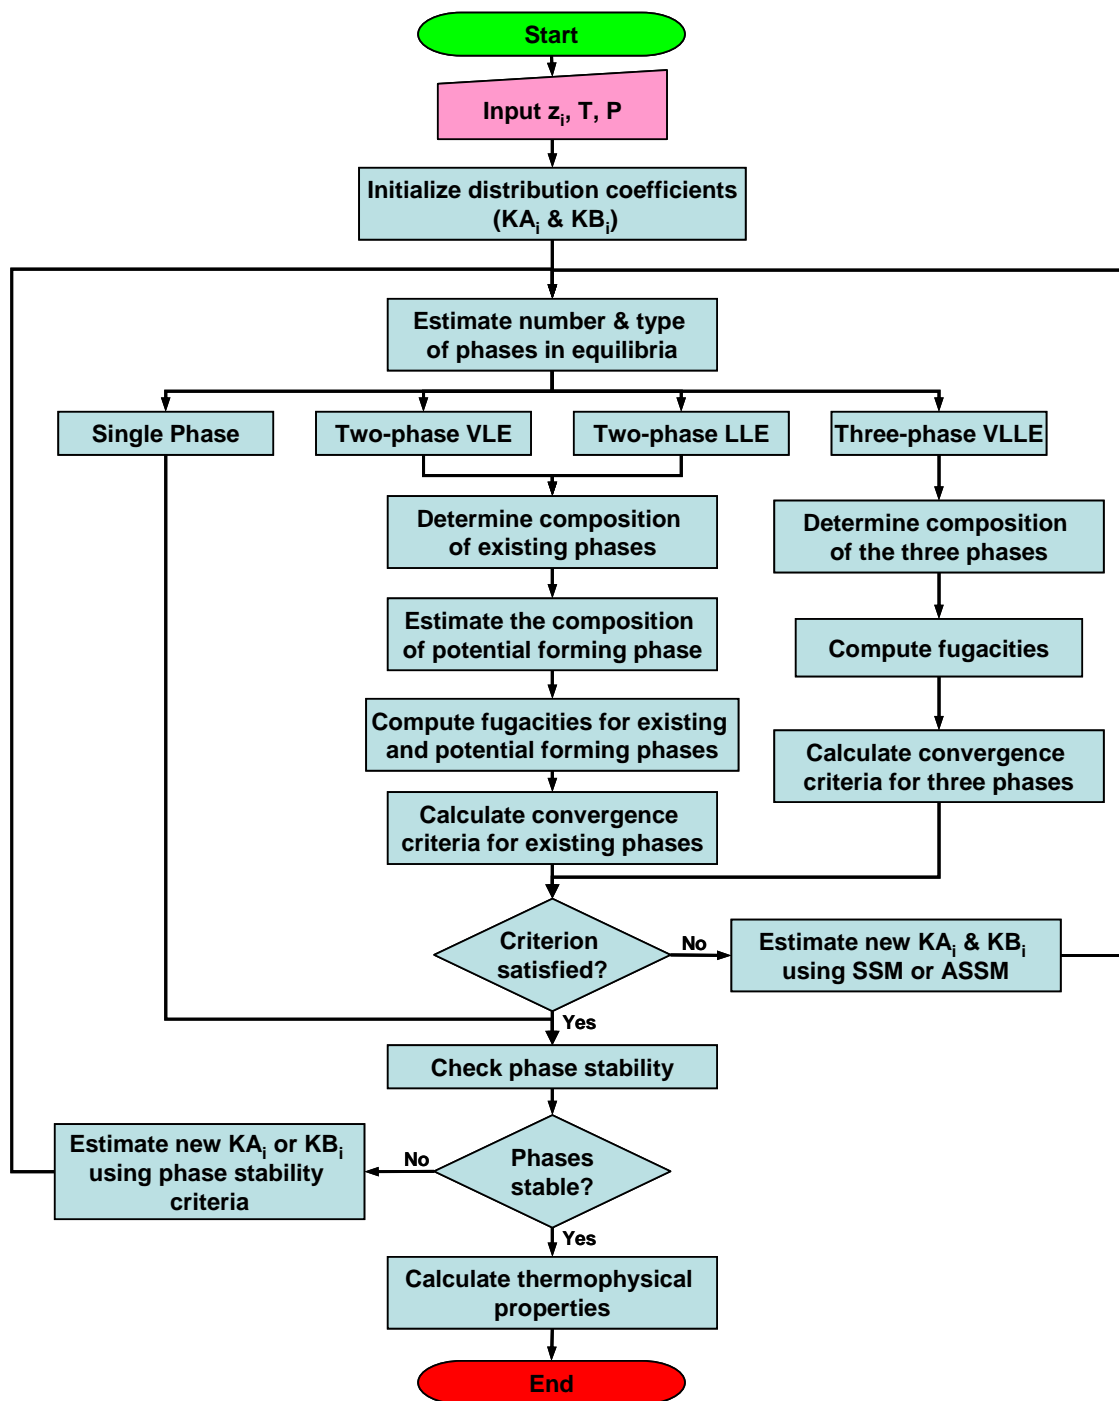 Start
Input zi, T, P
Initialize distribution coefficients
(KAi & KBi)
Estimate number & type
of phases in equilibria
Single Phase
Two-phase VLE
Two-phase LLE
Three-phase VLLE
Determine composition
of existing phases
Determine composition
of the three phases
Estimate the composition
of potential forming phase
Compute fugacities
Compute fugacities for existing
and potential forming phases
Calculate convergence
criteria for three phases
Calculate convergence
criteria for existing phases
Criterion
satisfied?
No
Estimate new KAi & KBi
using SSM or ASSM
Yes
Check phase stability
Phases
stable?
No
Estimate new KAi or KBi
using phase stability
criteria
Yes
Calculate thermophysical
properties
End